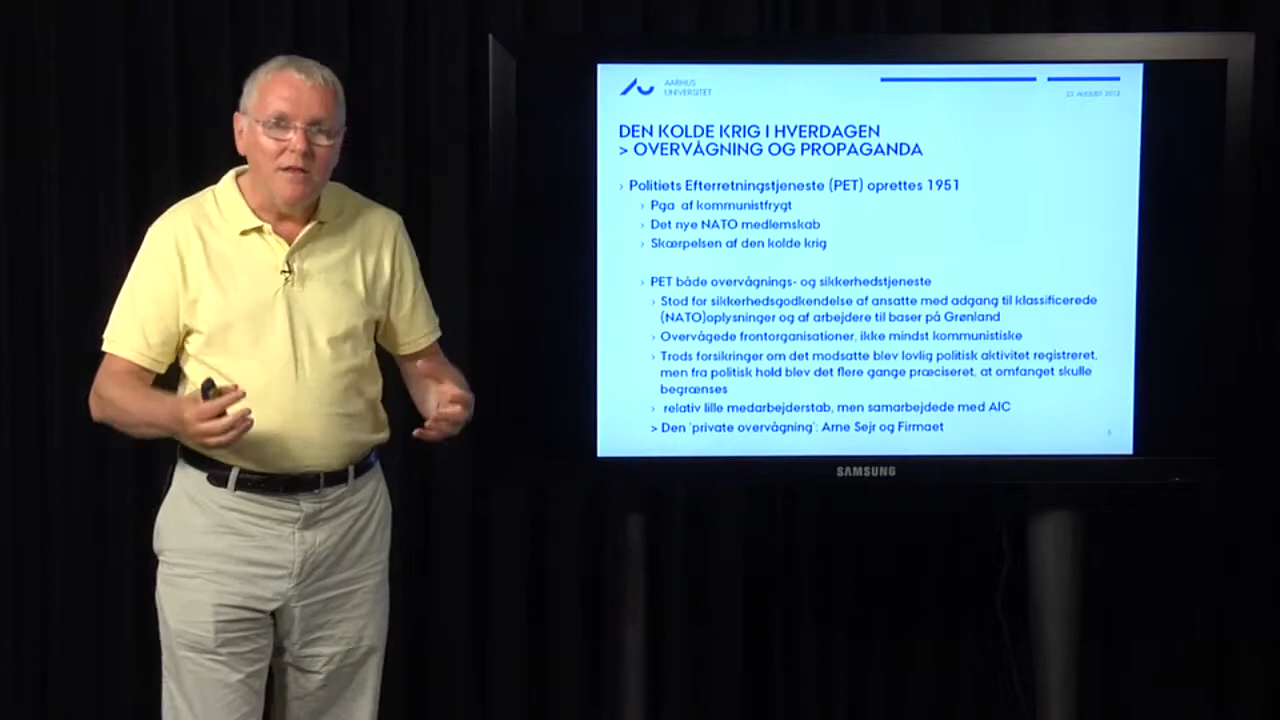 AARHUS
UNIVERSITET
22. AUGUST 2013
DEN KOLDE KRIG I HVERDAGEN
> OVERVÅGNING OG PROPAGANDA
› Politiets Efterretningstjeneste (PET) oprettes 1951
› Pga af kommunistfrygt
› Det nye NATO medlemskab
› Skærpelsen af den kolde krig
› PET både overvågnings- og sikkerhedstjeneste
› Stod for sikkerhedsgodkendelse af ansatte med adgang til klassificerede
(NATO)oplysninger og af arbejdere til baser på Grønland
› Overvågede frontorganisationer, ikke mindst kommunistiske
› Trods forsikringer om det modsatte blev lovlig politisk aktivitet registreret,
men fra politisk hold blev det flere gange præciseret, at omfanget skulle
begrænses
› relativ lille medarbejderstab, men samarbejdede med AIC
> Den 'private overvågning': Arne Sejr og Firmaet
SAMSUNG